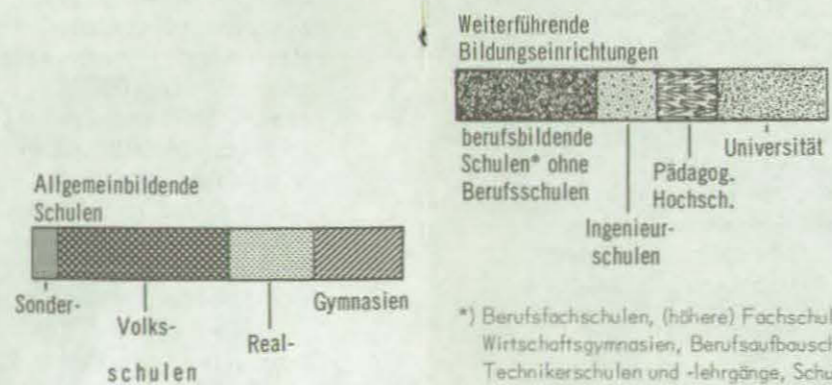 Weiterführende
Bildungseinrichtungen
berufsbildende
Schulen* ohne
Berufsschulen
Ingenieur-
schulen
Pädagog.
Hochsch.
Universität
Allgemeinbildende
Schulen
Sonder-
Volks-
Real-
Gymnasien
schulen
*) Berufsfachschulen, (höhere) Fachschul
Wirtschaftsgymnasien, Berufsaufbausch
Technikerschulen und -lehrgänge, Schu